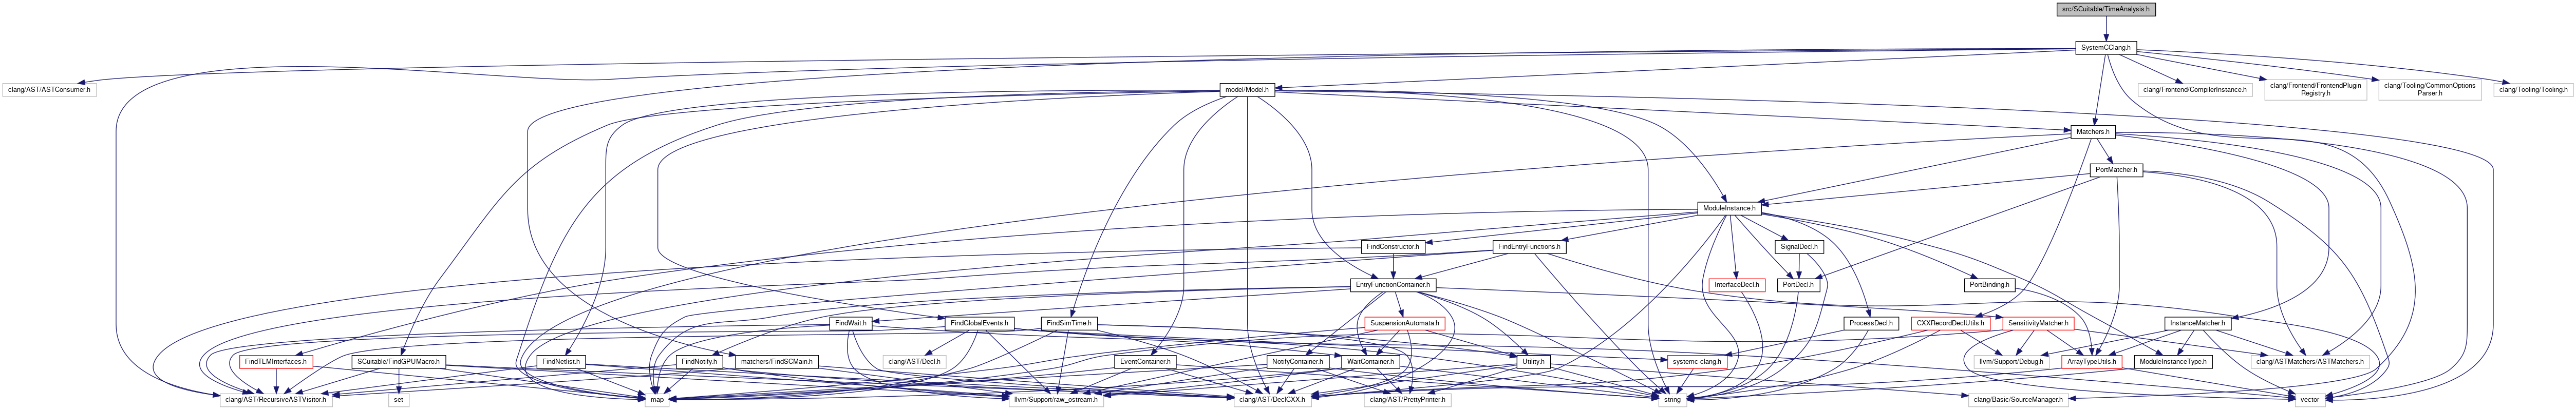 src/SCuitable/TimeAnalysis.h
SystemCClang.h
clang/AST/ASTConsumer.h
model/Model.h
clang/Frontend/CompilerInstance.h
clang/Frontend/FrontendPlugin
Registry.h
clang/Tooling/CommonOptions
Parser.h
clang/Tooling/Tooling.h
Matchers.h
PortMatcher.h
ModuleInstance.h
FindConstructor.h
FindEntryFunctions.h
SignalDecl.h
EntryFunctionContainer.h
InterfaceDecl.h
PortDecl.h
PortBinding.h
FindWait.h
FindGlobalEvents.h
FindSimTime.h
SuspensionAutomata.h
ProcessDecl.h
CXXRecordDeclUtils.h
SensitivityMatcher.h
InstanceMatcher.h
FindTLMInterfaces.h
SCuitable/FindGPUMacro.h
FindNetlist.h
FindNotify.h
matchers/FindSCMain.h
clang/AST/Decl.h
EventContainer.h
NotifyContainer.h
WaitContainer.h
Utility.h
systemc-clang.h
llvm/Support/Debug.h
ArrayTypeUtils.h
ModuleInstanceType.h
clang/ASTMatchers/ASTMatchers.h
clang/AST/RecursiveASTVisitor.h
set
map
llvm/Support/raw_ostream.h
clang/AST/DeclCXX.h
clang/AST/PrettyPrinter.h
string
clang/Basic/SourceManager.h
vector